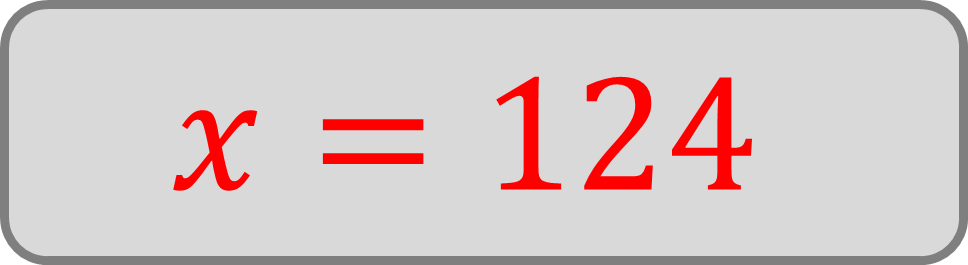 x = 124